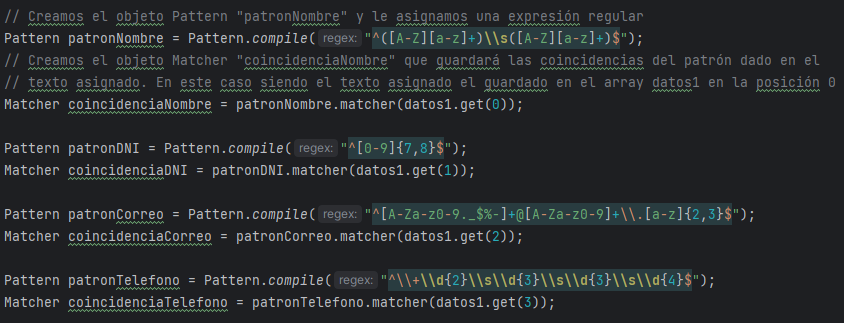 // Creamos el objeto Pattern "patronNombre" y le asignamos una expresión regular
Pattern patronNombre = Pattern.compile( regex: "^([A-Z][a-z]+)\\s([A-Z][a-z]+)$");
// Creamos el objeto Matcher "coincidenciaNombre" que guardará las coincidencias del patrón dado en el
// texto asignado. En este caso siendo el texto asignado el guardado en el array datos1 en la posición 0
Matcher coincidenciaNombre = patronNombre.matcher(datos1.get(0));
Pattern patronDNI = Pattern.compile( regex: "^[0-9]{7,8}$");
Matcher coincidenciaDNI = patronDNI.matcher(datos1.get(1));
Pattern patronCorreo = Pattern.compile( regex: "^[A-Za-z0-9._$%-]+@[A-Za-z0-9]+\\.[a-z]{2,3}$");
Matcher coincidenciaCorreo = patronCorreo.matcher(datos1.get(2));
Pattern patronTelefono = Pattern.compile( regex: "^\\+\\d{2}\\s\\d{3}\\s\\d{3}\\s\\d{4}$");
Matcher coincidenciaTelefono = patronTelefono.matcher(datos1.get(3));